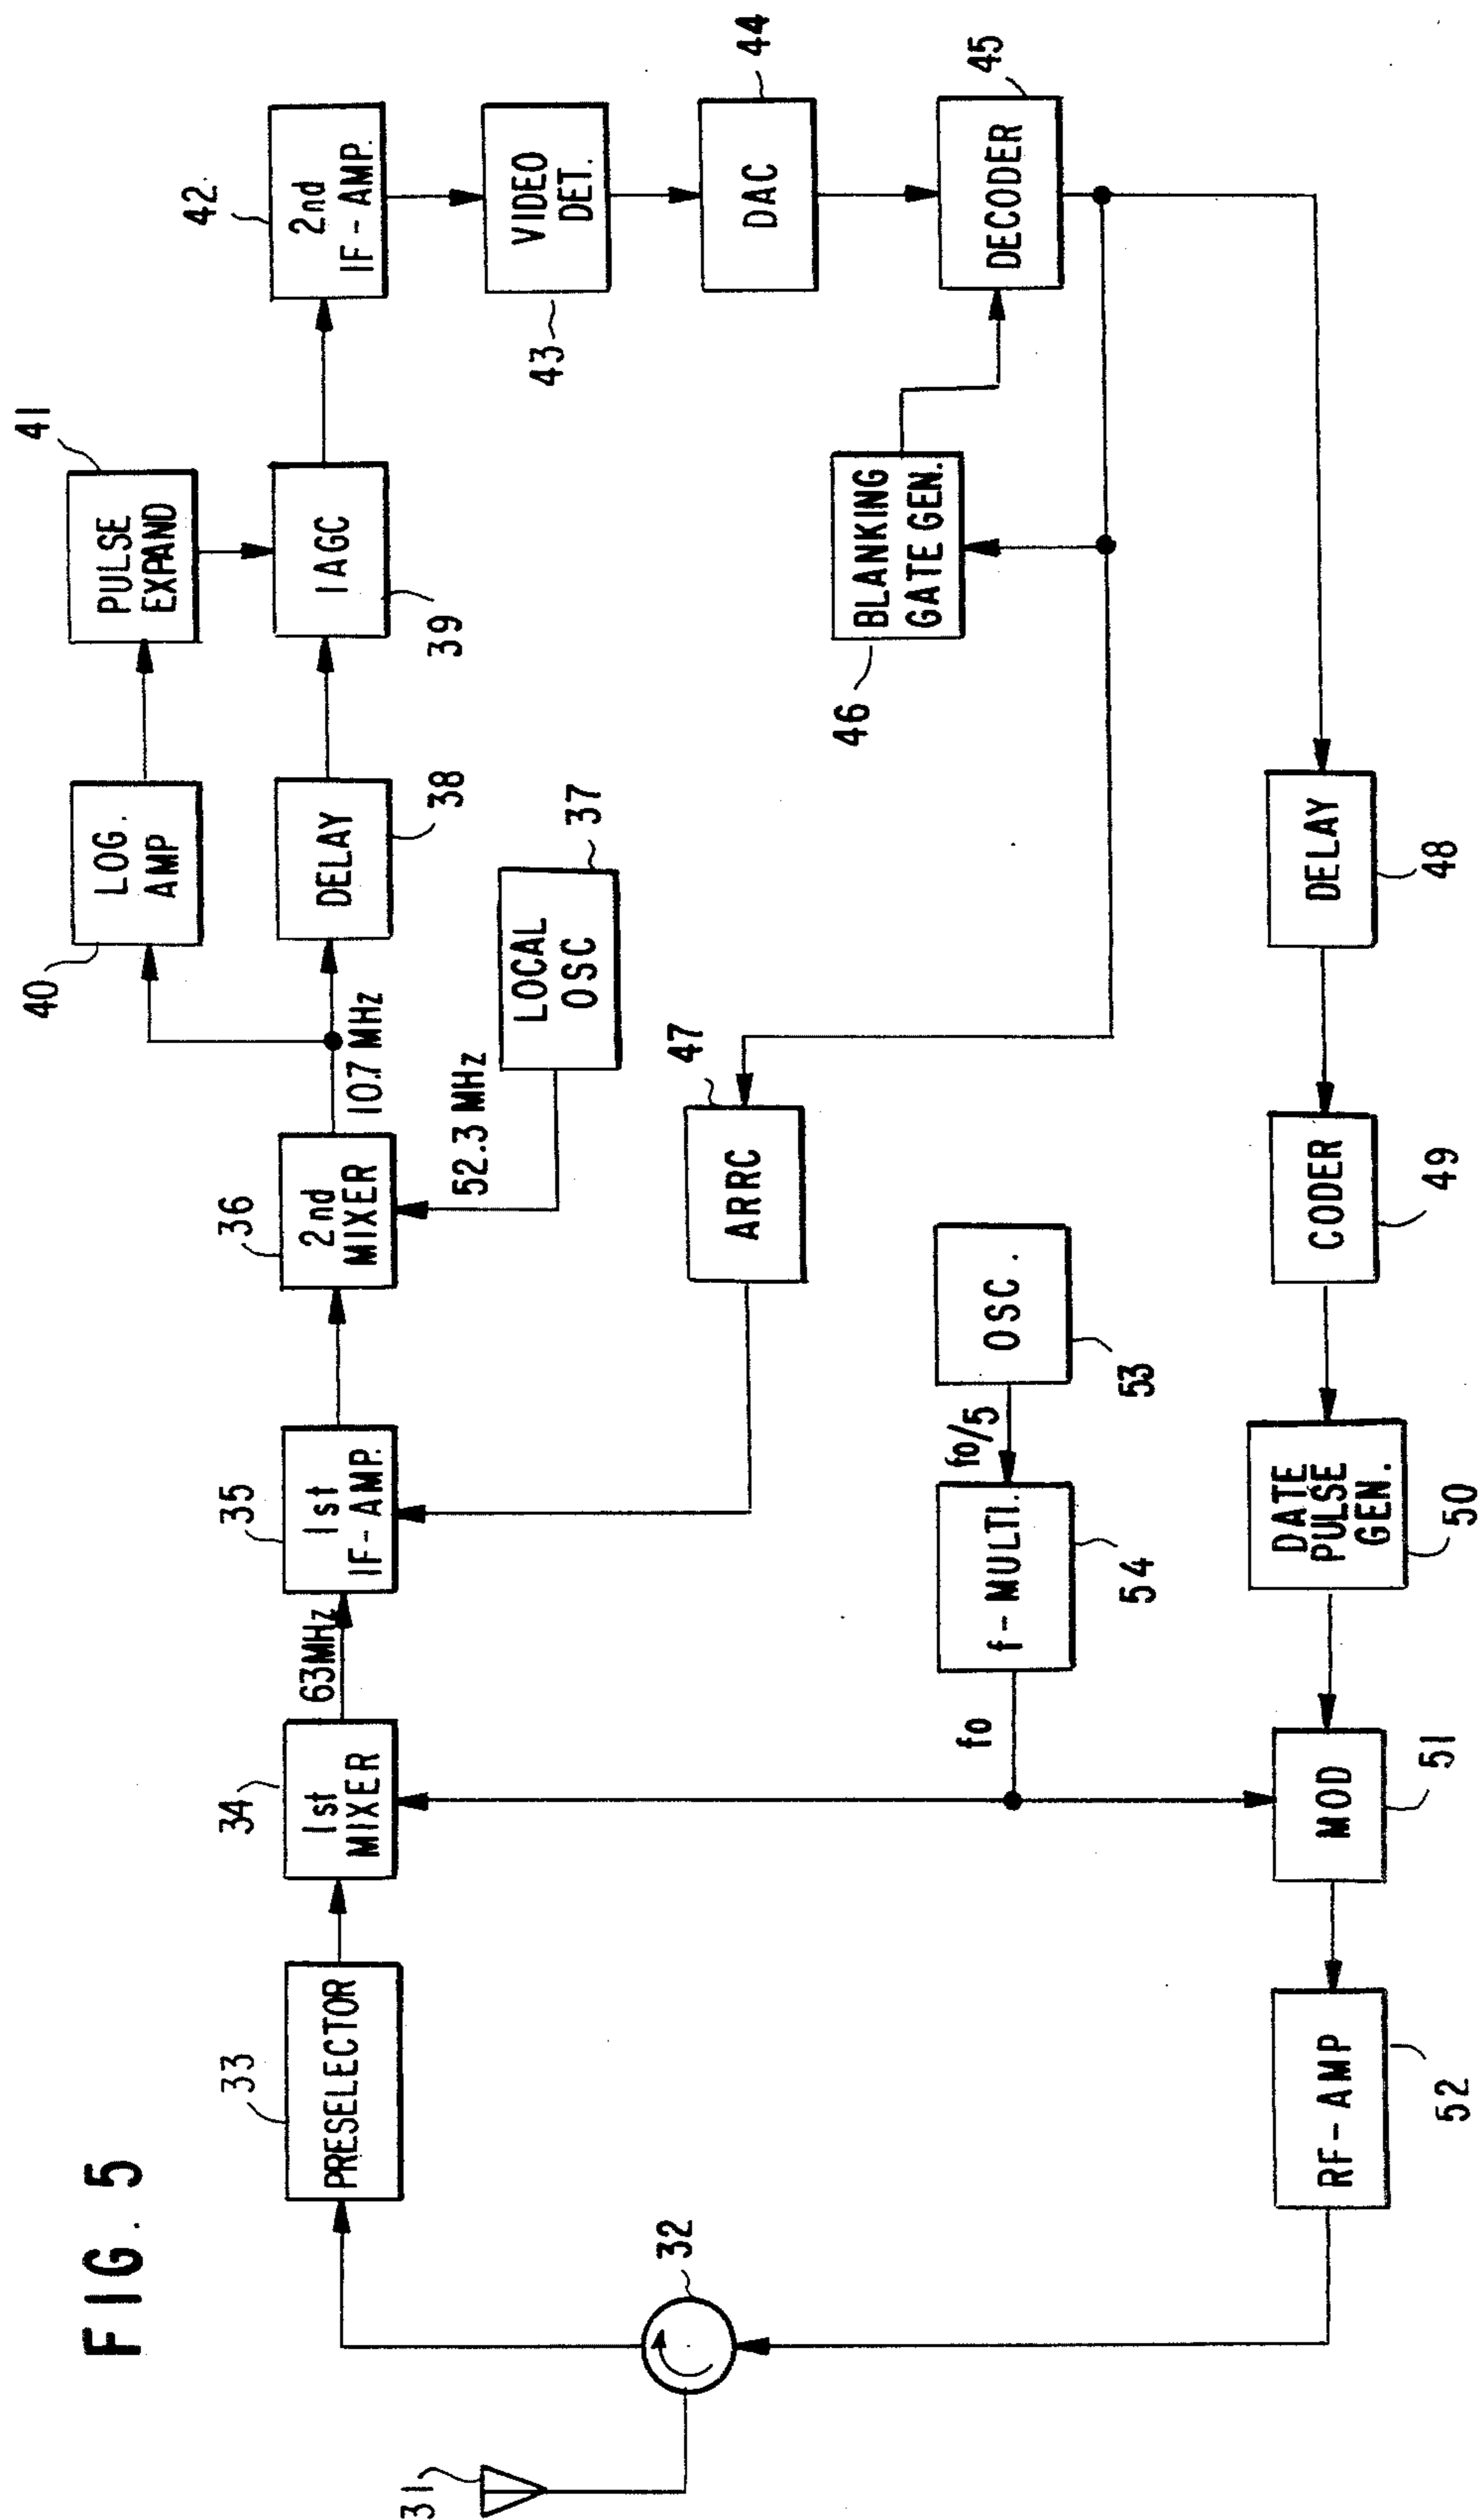 FIG. 5
31
32
33
PRESELECTOR
34
1st
MIXER
63MHz
35
1st
IF-AMP.
36
2nd
MIXER
10.7 MHz
52.3 MHz
37
LOCAL
OSC
38
DELAY
39
IAGC
40
LOG.
AMP
41
PULSE
EXPAND
42
2nd
IF-AMP.
43
VIDEO
DET.
44
DAC
45
DECODER
46
BLANKING
GATE GEN.
47
ARRC
OSC.
53
fo/5
f-MULTI.
54
fo
DELAY
48
CODER
49
DATE
PULSE
GEN.
50
MOD
51
RF-AMP
52